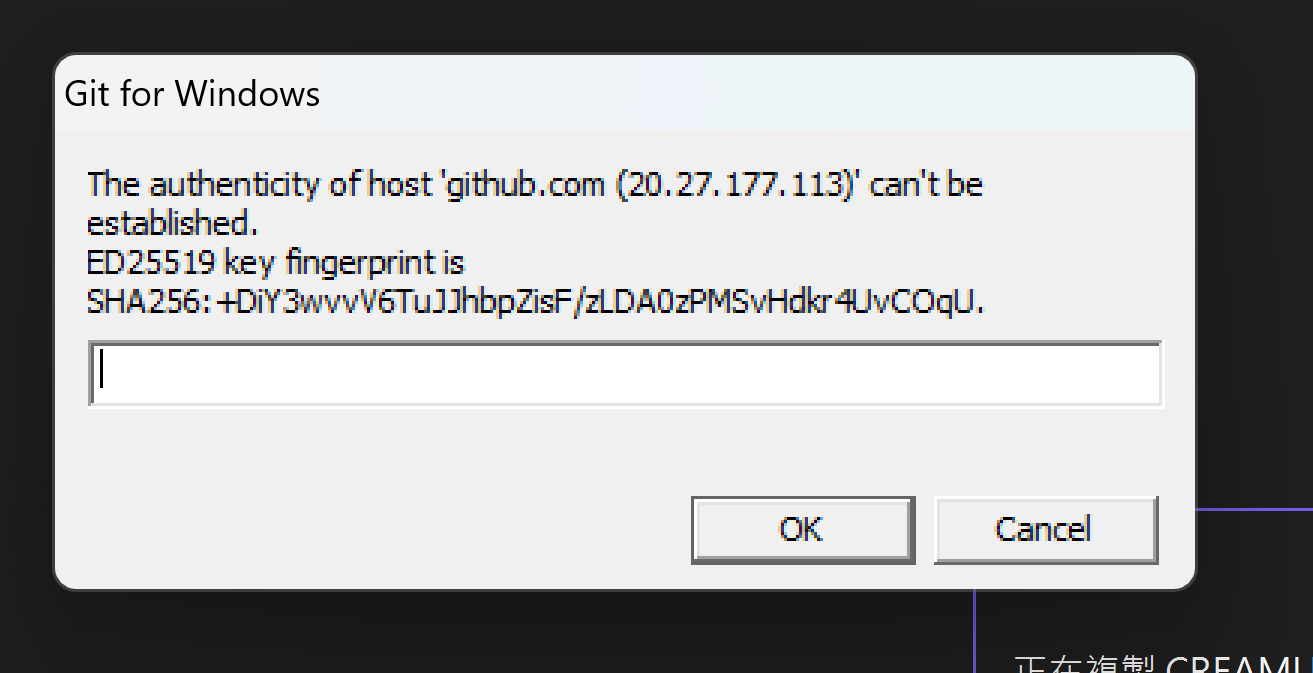 Git for Windows
The authenticity of host 'github.com (20.27.177.113)' can't be
established.
ED25519 key fingerprint is
SHA256:+DiY3wvvV6TuJJhbpZisF/zLDA0zPMSvHdkr4UvCOqU.
OK
Cancel
正在複製 CREAMU